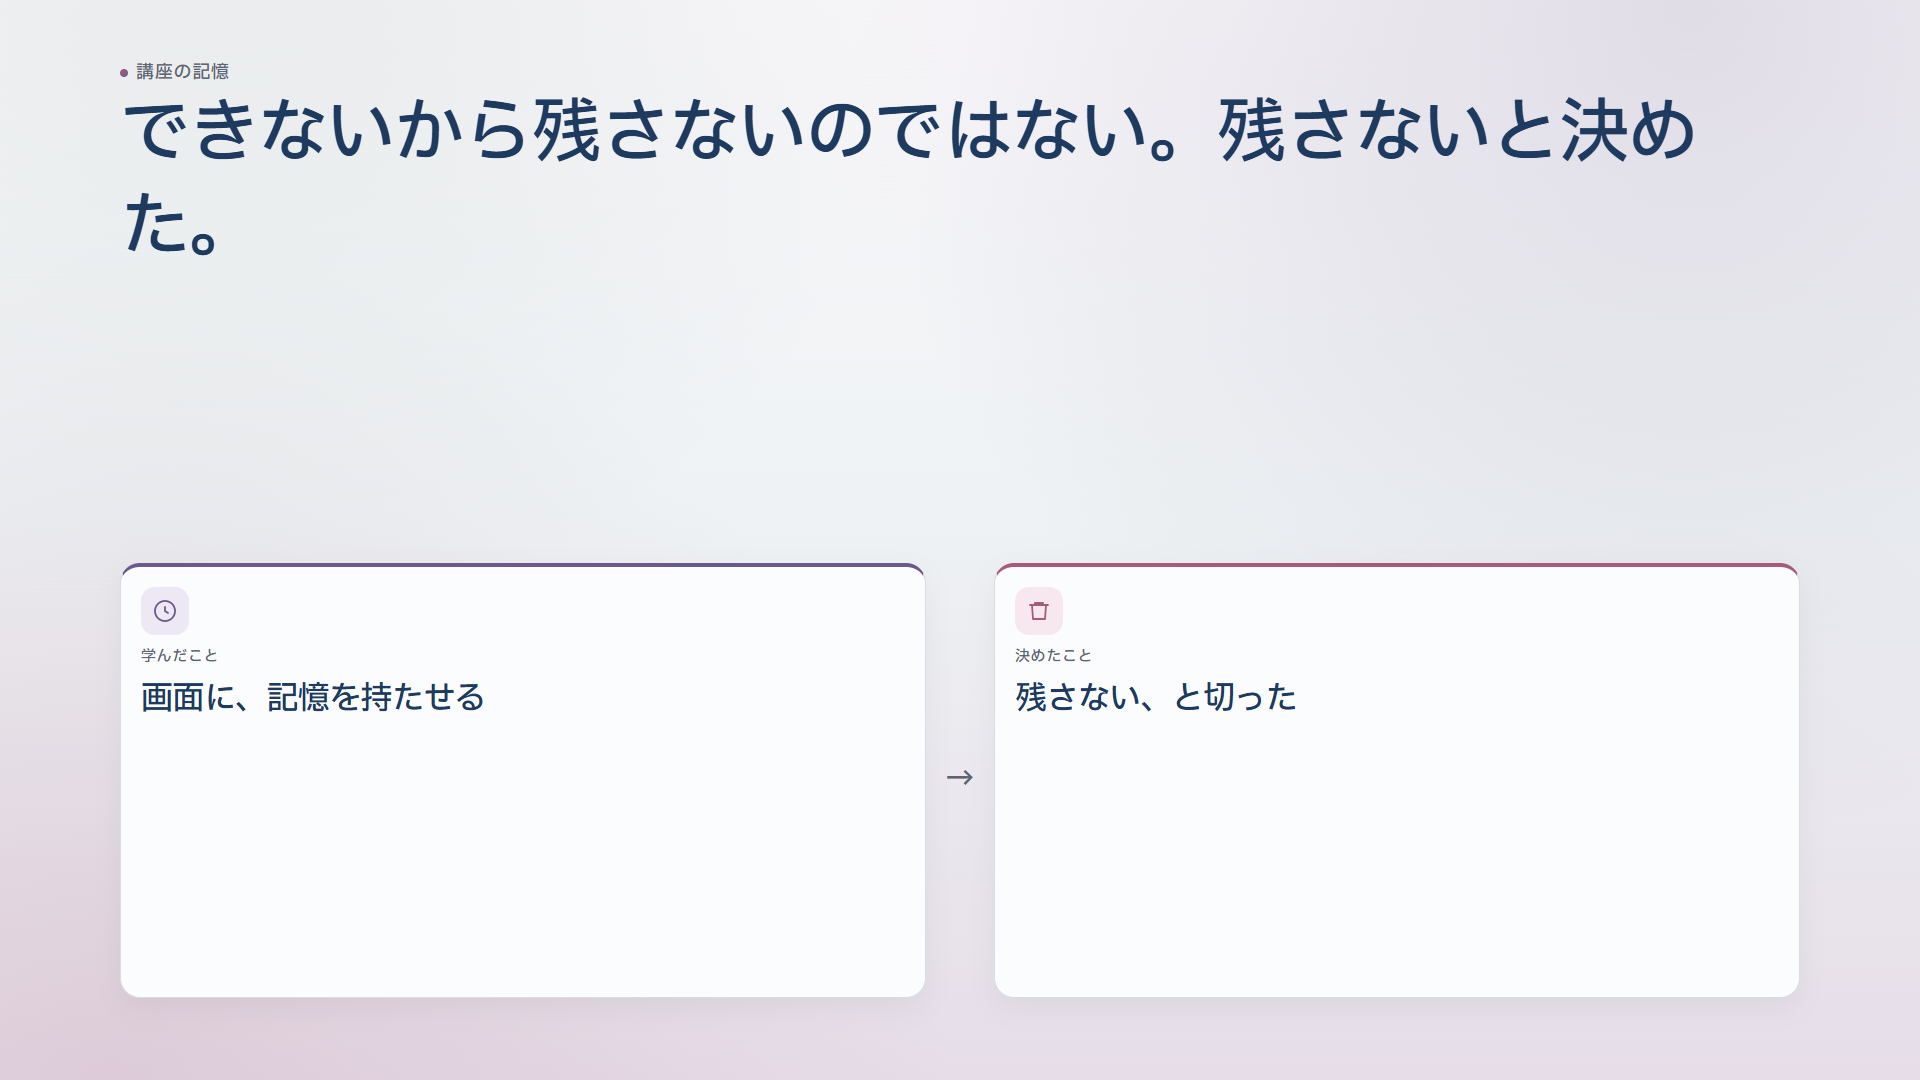 講座の記憶
できないから残さないのではない。残さないと決め
た。
学んだこと
画面に、記憶を持たせる
→
決めたこと
残さない、と切った